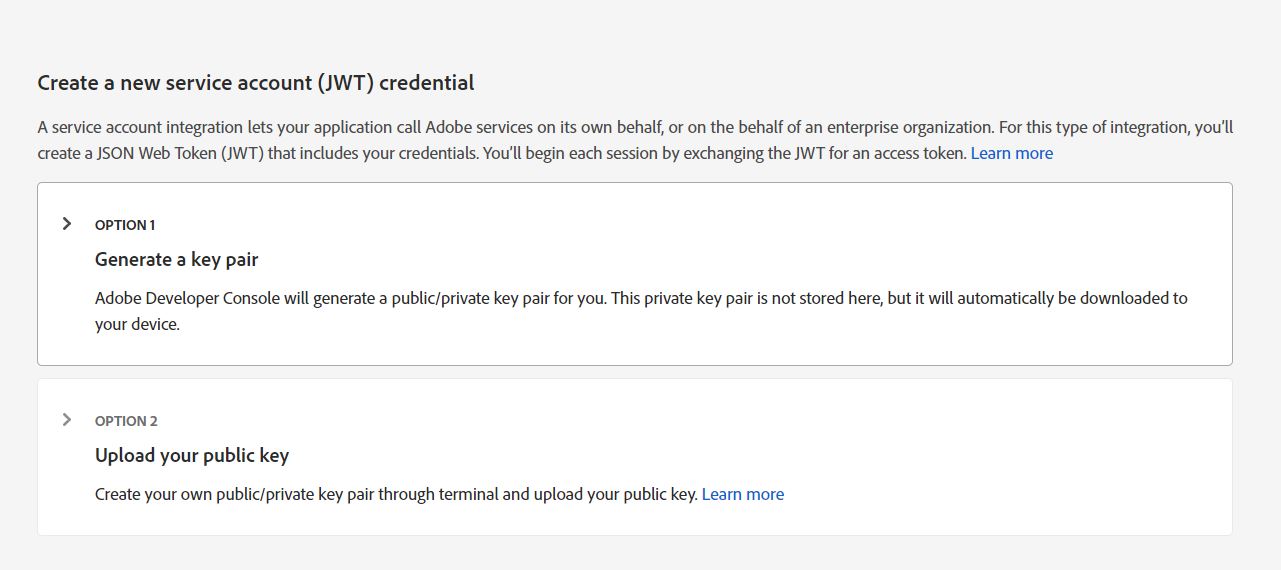 Create a new service account (JWT) credential
A service account integration lets your application call Adobe services on its own behalf, or on the behalf of an enterprise organization. For this type of integration, you’ll
create a JSON Web Token (JWT) that includes your credentials. You’ll begin each session by exchanging the JWT for an access token. Learn more
OPTION 1
Generate a key pair
Adobe Developer Console will generate a public/private key pair for you. This private key pair is not stored here, but it will automatically be downloaded to
your device.
OPTION 2
Upload your public key
Create your own public/private key pair through terminal and upload your public key. Learn more